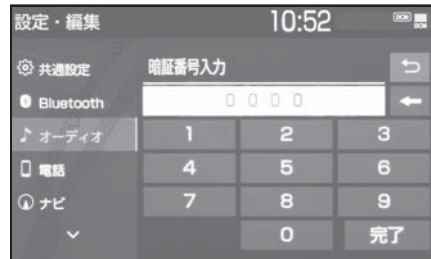 設定・編集 10:52 DCM
共通設定 暗証番号入力
Bluetooth 0 0 0 0
オーディオ 1 2 3
電話 4 5 6
ナビ 7 8 9
0 完了